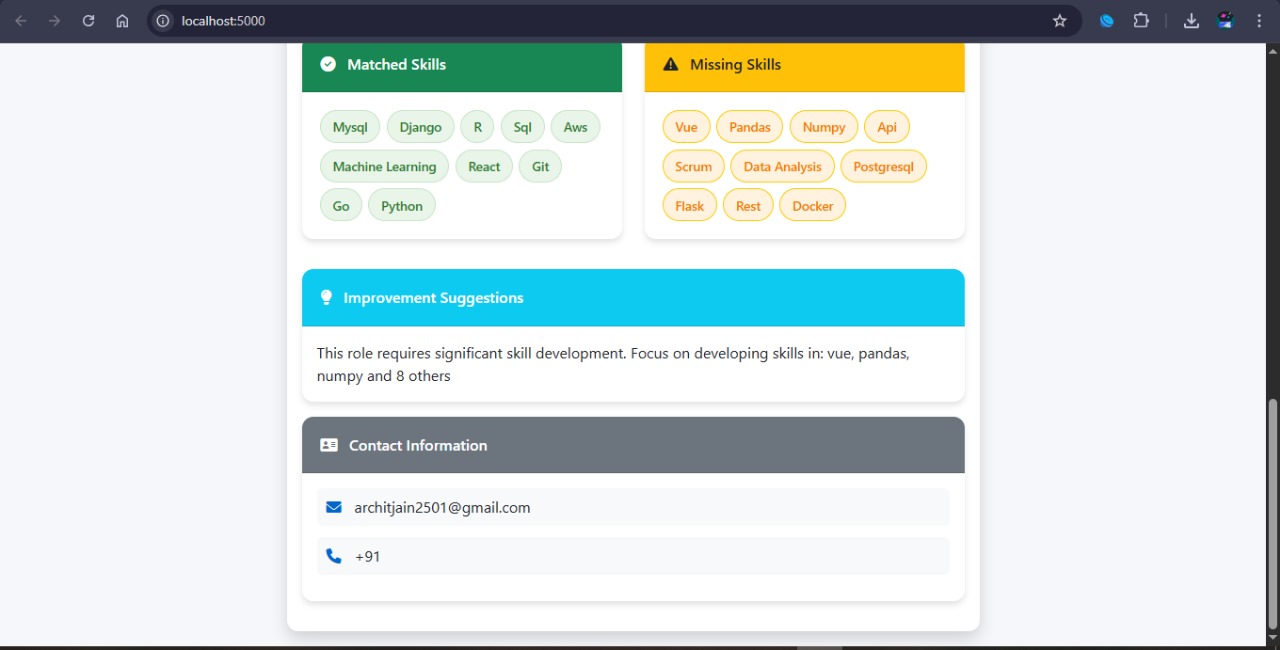 localhost:5000
Matched Skills
Mysql Django R Sql Aws
Machine Learning React Git
Go Python
Missing Skills
Vue Pandas Numpy Api
Scrum Data Analysis Postgresql
Flask Rest Docker
Improvement Suggestions
This role requires significant skill development. Focus on developing skills in: vue, pandas,
numpy and 8 others
Contact Information
architjain2501@gmail.com
+91